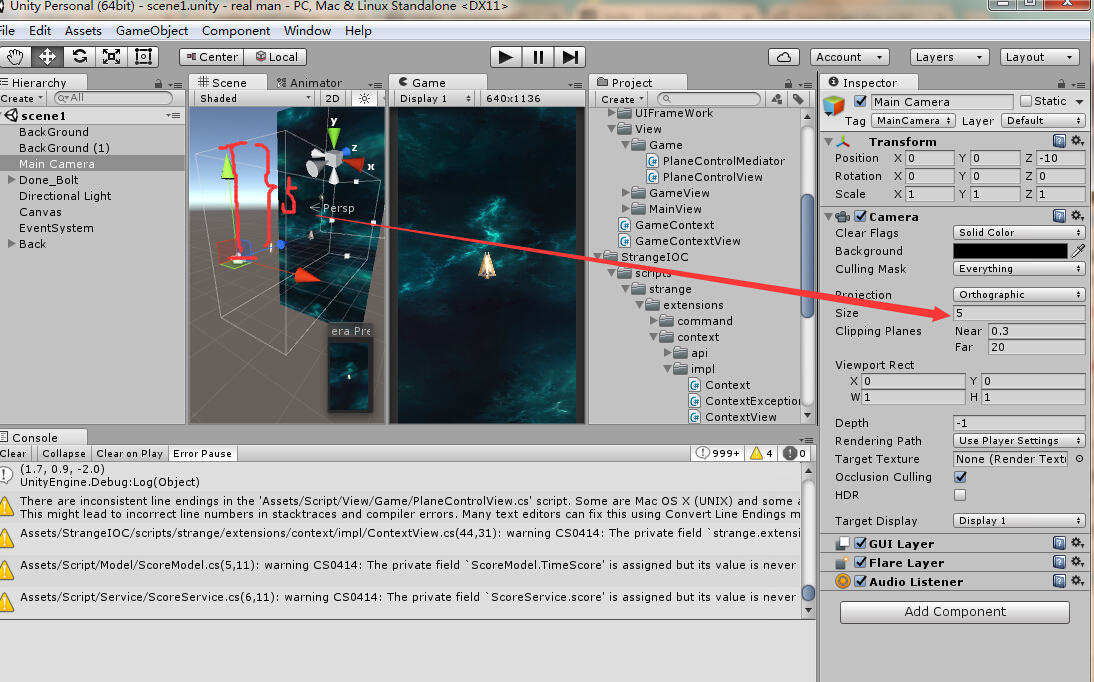 Unity Personal (64bit) - scene1.unity - real man - PC, Mac & Linux Standalone <DX11>
File Edit Assets GameObject Component Window Help
Center Local Account Layers Layout
Hierarchy
Create All
scene1
BackGround
BackGround (1)
Main Camera
Done_Bolt
Directional Light
Canvas
EventSystem
Back
Scene Animator
Shaded 2D
y
z
x
Persp
5
era Pre
Game
Display 1 640x1136
Project
Create
UIFrameWork
View
Game
PlaneControlMediator
PlaneControlView
GameView
MainView
GameContext
GameContextView
StrangeIOC
scripts
strange
extensions
command
context
api
impl
Context
ContextException
ContextView
Inspector
Main Camera Static
Tag MainCamera Layer Default
Transform
Position X 0 Y 0 Z -10
Rotation X 0 Y 0 Z 0
Scale X 1 Y 1 Z 1
Camera
Clear Flags Solid Color
Background
Culling Mask Everything
Projection Orthographic
Size 5
Clipping Planes Near 0.3
Far 20
Viewport Rect
X 0 Y 0
W 1 H 1
Depth -1
Rendering Path Use Player Settings
Target Texture None (Render Textu
Occlusion Culling
HDR
Target Display Display 1
GUI Layer
Flare Layer
Audio Listener
Add Component
Console
Clear Collapse Clear on Play Error Pause 999+ 4 0
(1.7, 0.9, -2.0)
UnityEngine.Debug:Log(Object)
There are inconsistent line endings in the 'Assets/Script/View/Game/PlaneControlView.cs' script. Some are Mac OS X (UNIX) and some a
This might lead to incorrect line numbers in stacktraces and compiler errors. Many text editors can fix this using Convert Line Endings m
Assets/StrangeIOC/scripts/strange/extensions/context/impl/ContextView.cs(44,31): warning CS0414: The private field `strange.extensi
Assets/Script/Model/ScoreModel.cs(5,11): warning CS0414: The private field `ScoreModel.TimeScore' is assigned but its value is never
Assets/Script/Service/ScoreService.cs(6,11): warning CS0414: The private field `ScoreService.score' is assigned but its value is never